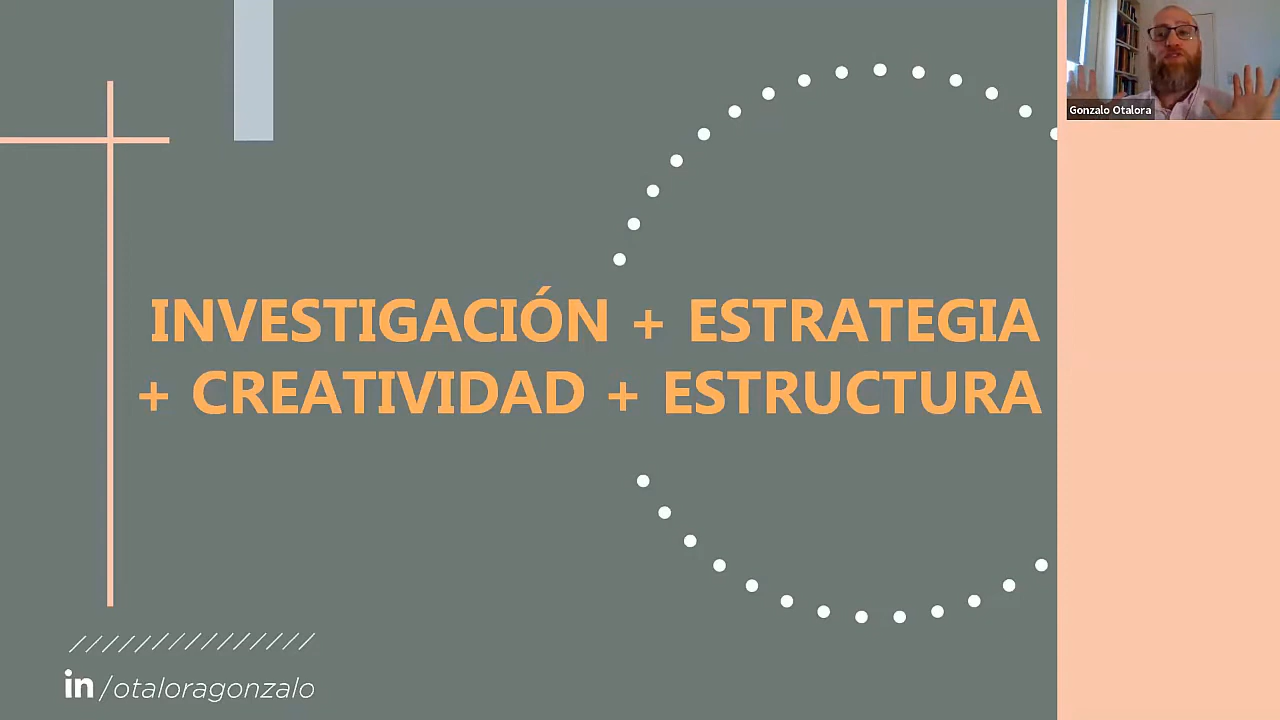 Gonzalo Otalora
INVESTIGACIÓN + ESTRATEGIA
+ CREATIVIDAD + ESTRUCTURA
in/otaloragonzalo